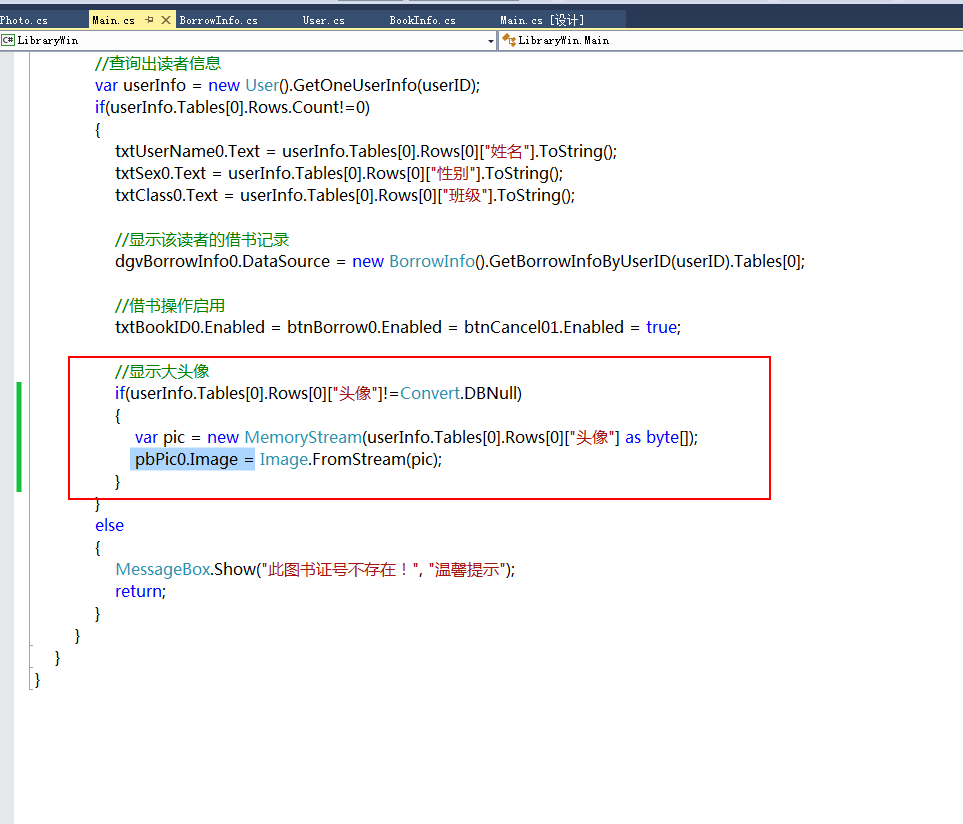 Photo.cs Main.cs BorrowInfo.cs User.cs BookInfo.cs Main.cs [设计]
C# LibraryWin LibraryWin.Main
//查询出读者信息
var userInfo = new User().GetOneUserInfo(userID);
if(userInfo.Tables[0].Rows.Count!=0)
{
txtUserName0.Text = userInfo.Tables[0].Rows[0]["姓名"].ToString();
txtSex0.Text = userInfo.Tables[0].Rows[0]["性别"].ToString();
txtClass0.Text = userInfo.Tables[0].Rows[0]["班级"].ToString();
//显示该读者的借书记录
dgvBorrowInfo0.DataSource = new BorrowInfo().GetBorrowInfoByUserID(userID).Tables[0];
//借书操作启用
txtBookID0.Enabled = btnBorrow0.Enabled = btnCancel01.Enabled = true;
//显示大头像
if(userInfo.Tables[0].Rows[0]["头像"]!=Convert.DBNull)
{
var pic = new MemoryStream(userInfo.Tables[0].Rows[0]["头像"] as byte[]);
pbPic0.Image = Image.FromStream(pic);
}
}
else
{
MessageBox.Show("此图书证号不存在！", "温馨提示");
return;
}
}
}
}